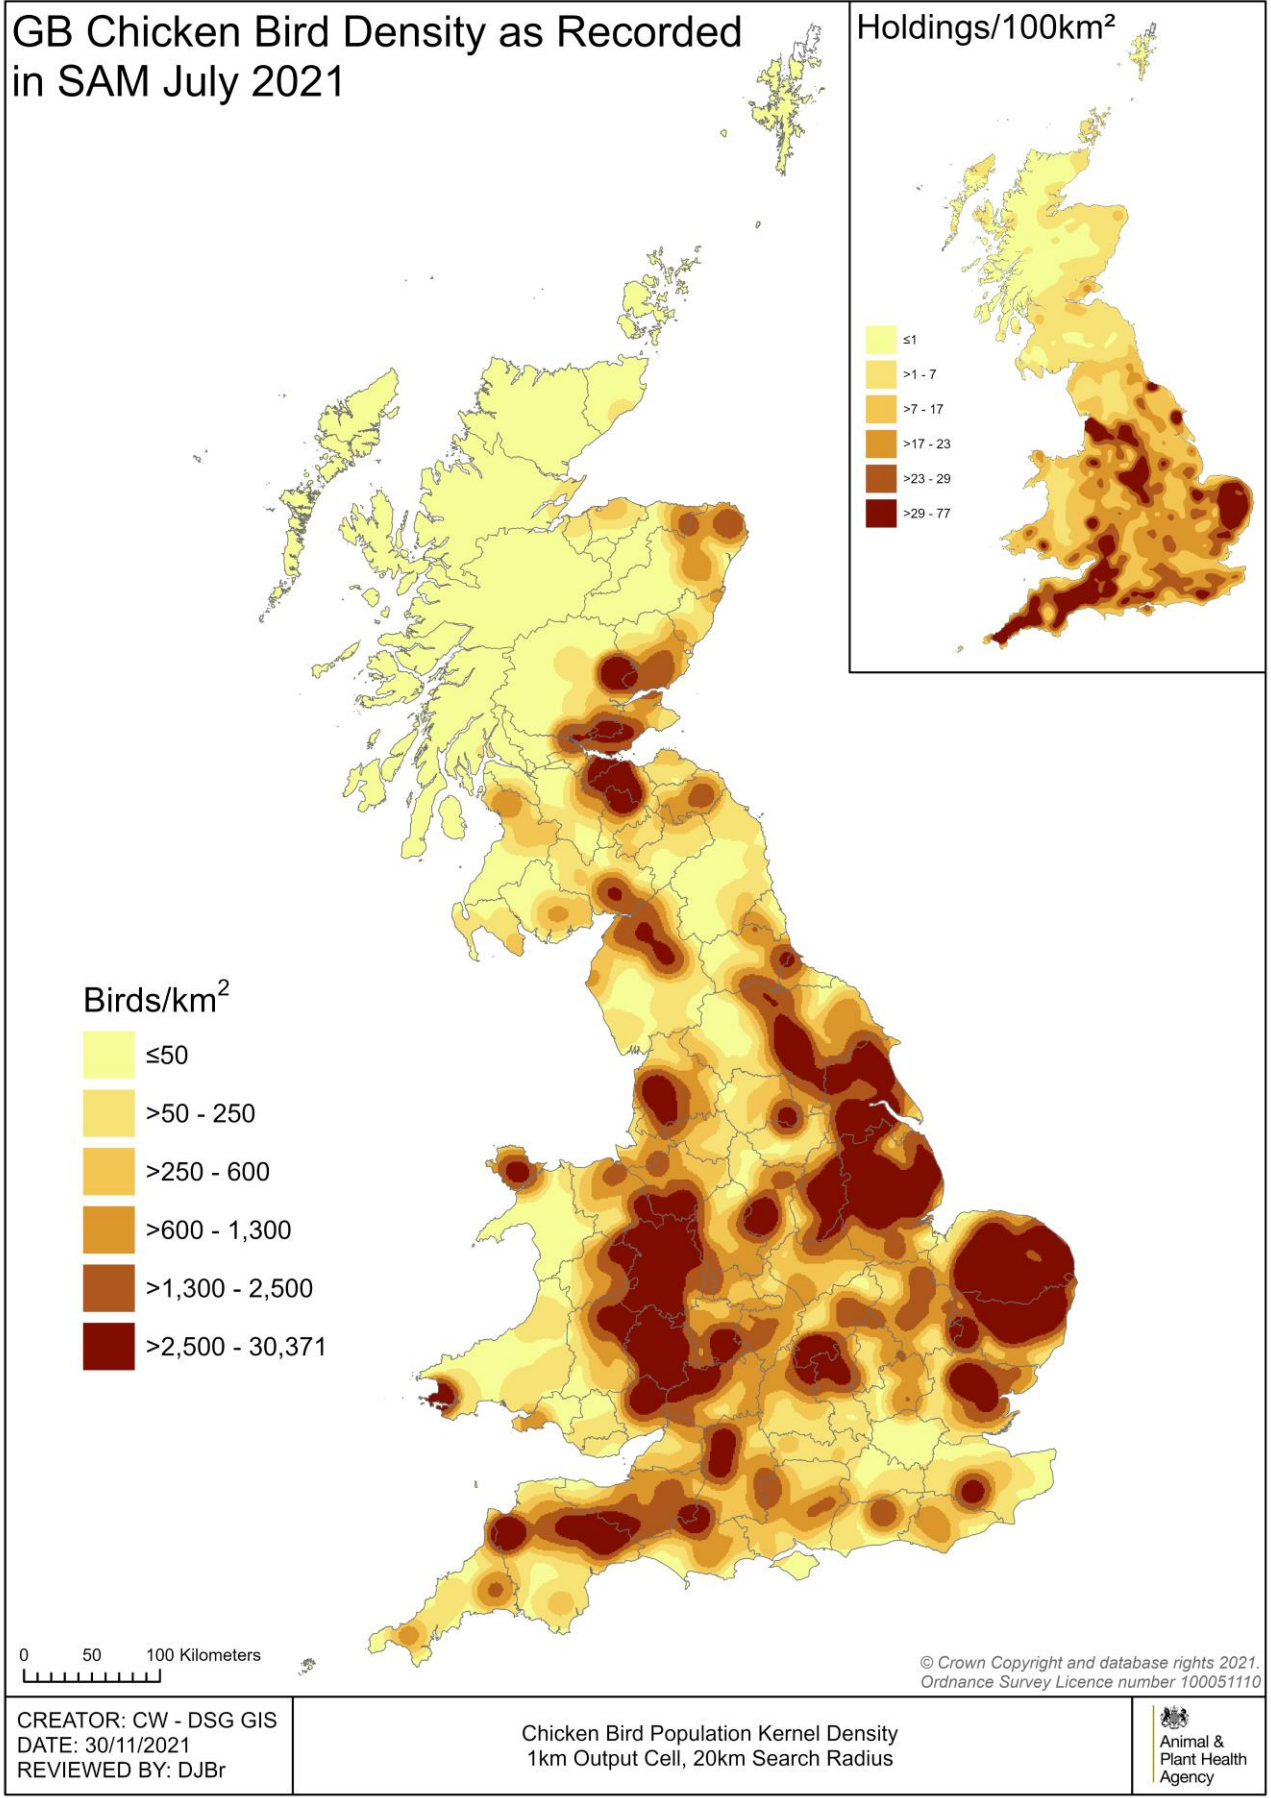 GB Chicken Bird Density as Recorded
in SAM July 2021
Holdings/100km²
≤1
>1 - 7
>7 - 17
>17 - 23
>23 - 29
>29 - 77
Birds/km²
≤50
>50 - 250
>250 - 600
>600 - 1,300
>1,300 - 2,500
>2,500 - 30,371
0 50 100 Kilometers
© Crown Copyright and database rights 2021.
Ordnance Survey Licence number 100051110
CREATOR: CW - DSG GIS
DATE: 30/11/2021
REVIEWED BY: DJBr
Chicken Bird Population Kernel Density
1km Output Cell, 20km Search Radius
Animal &
Plant Health
Agency